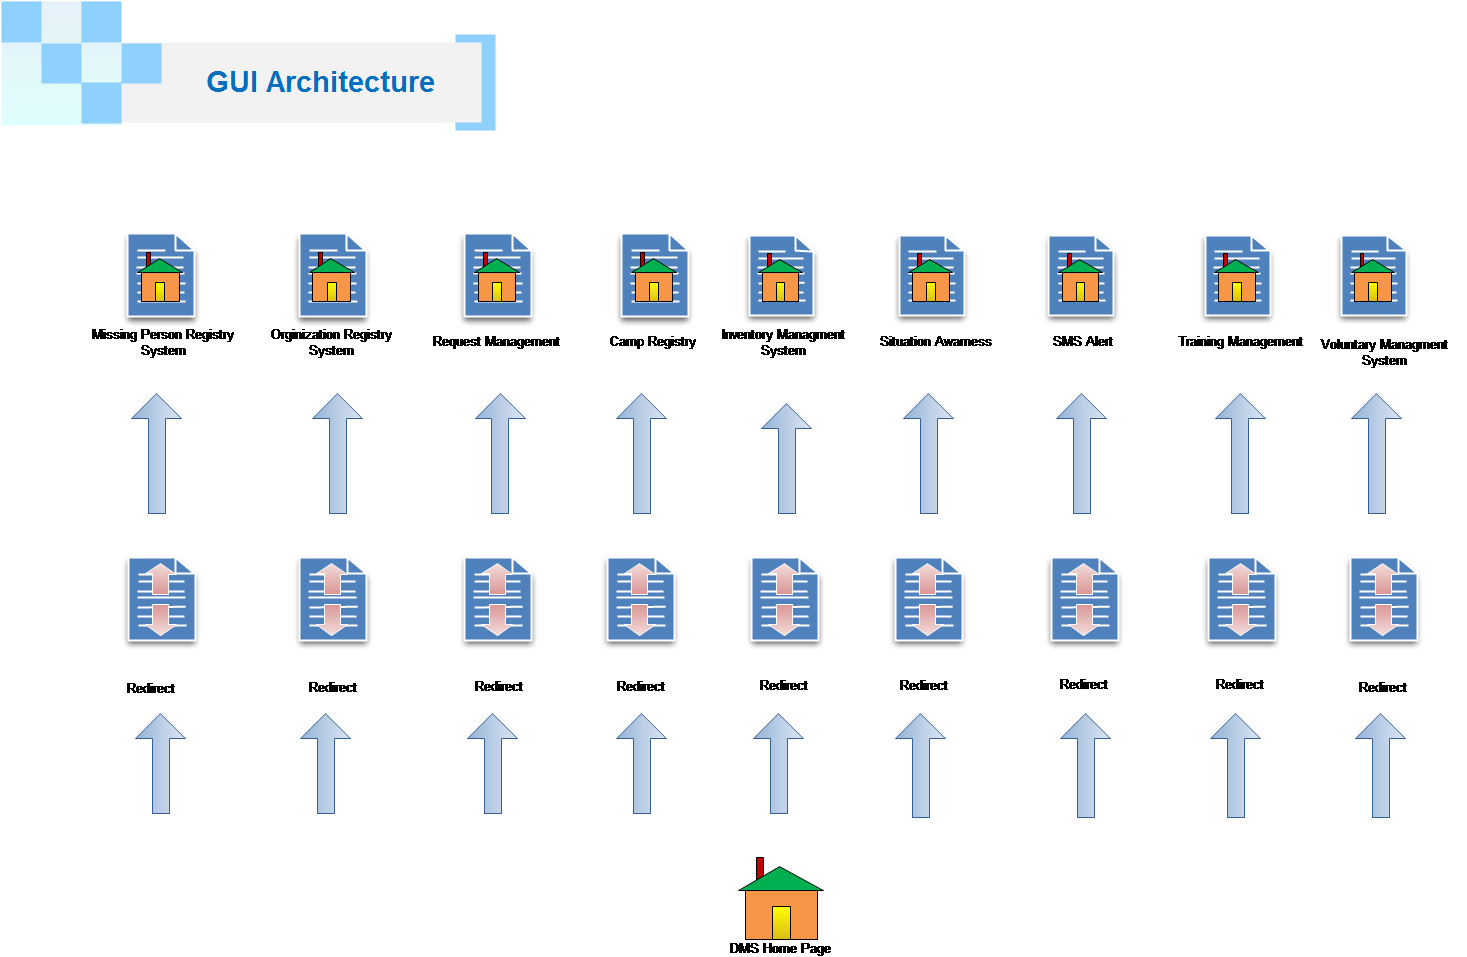 GUI Architecture
Missing Person Registry
System
Orginization Registry
System
Request Management
Camp Registry
Inventory Managment
System
Situation Awarness
SMS Alert
Training Management
Voluntary Managment
System
Redirect
Redirect
Redirect
Redirect
Redirect
Redirect
Redirect
Redirect
Redirect
DMS Home Page